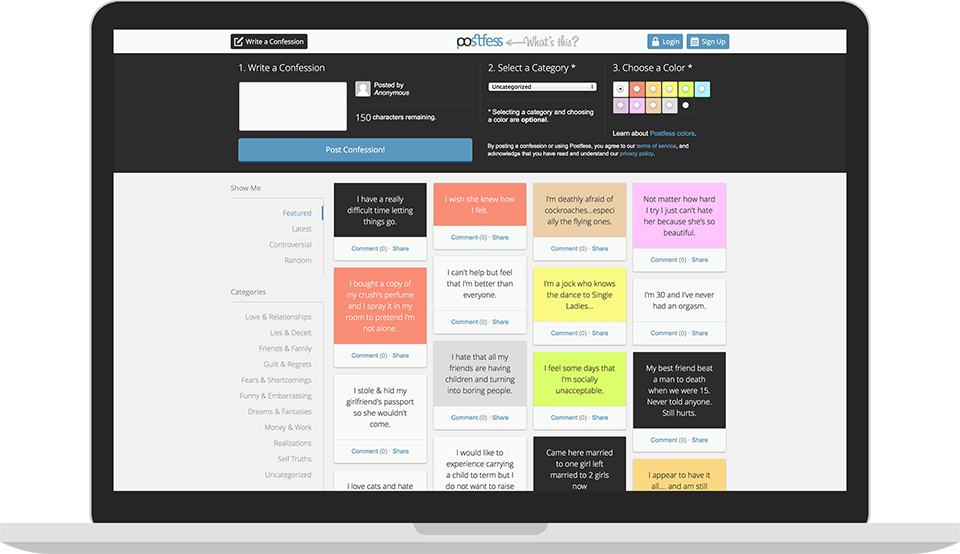 Write a Confession
postfess
What's this?
Login
Sign Up
1. Write a Confession
Posted by
Anonymous
150 characters remaining.
Post Confession!
2. Select a Category *
Uncategorized
* Selecting a category and choosing
a color are optional.
3. Choose a Color *
Learn about Postfess colors.
By posting a confession or using Postfess, you agree to our terms of service, and
acknowledge that you have read and understand our privacy policy.
Show Me
Featured
Latest
Controversial
Random
Categories
Love & Relationships
Lies & Deceit
Friends & Family
Guilt & Regrets
Fears & Shortcomings
Funny & Embarrassing
Dreams & Fantasies
Money & Work
Realizations
Self Truths
Uncategorized
I have a really
difficult time letting
things go.
Comment (0) · Share
I bought a copy of
my crush's perfume
and I spray it in my
room to pretend I'm
not alone.
Comment (0) · Share
I stole & hid my
girlfriend's passport
so she wouldn't
come.
Comment (0) · Share
I love cats and hate
I wish she knew how
I felt.
Comment (0) · Share
I can't help but feel
that I'm better than
everyone.
Comment (0) · Share
I hate that all my
friends are having
children and turning
into boring people.
Comment (0) · Share
I would like to
experience carrying
a child to term but I
do not want to raise
I'm deathly afraid of
cockroaches...especi
ally the flying ones.
Comment (0) · Share
I'm a jock who knows
the dance to Single
Ladies...
Comment (0) · Share
I feel some days that
I'm socially
unacceptable.
Comment (0) · Share
Came here married
to one girl left
married to 2 girls
now
Not matter how hard
I try I just can't hate
her because she's so
beautiful.
Comment (0) · Share
I'm 30 and I've never
had an orgasm.
Comment (0) · Share
My best friend beat
a man to death
when we were 15.
Never told anyone.
Still hurts.
Comment (0) · Share
I appear to have it
all.... and am still